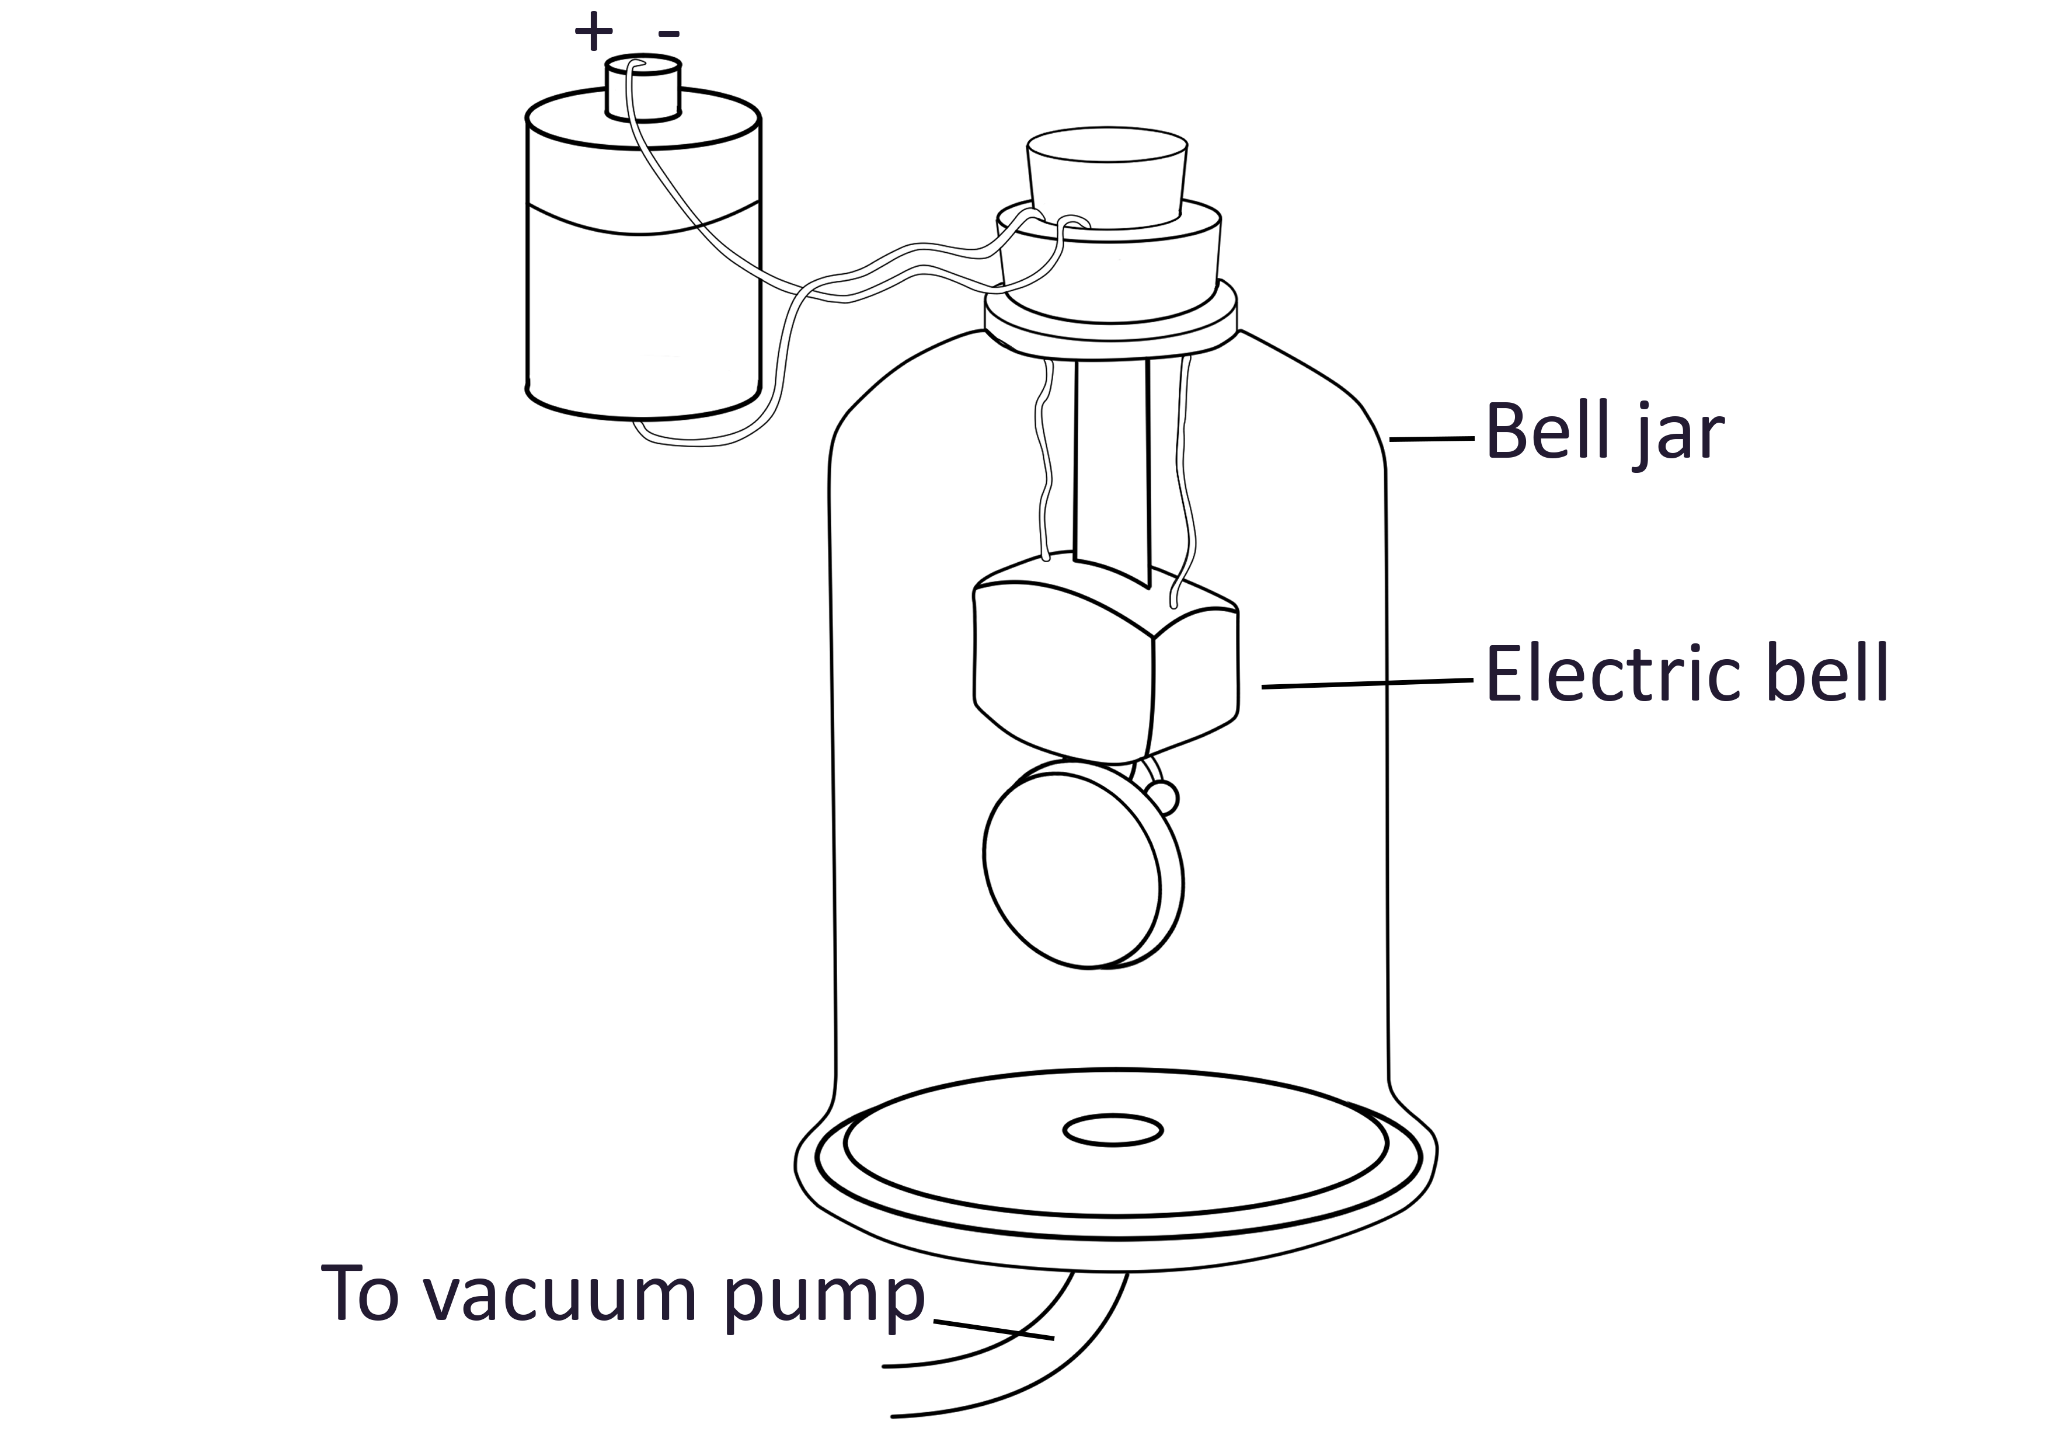 + -
Bell jar
Electric bell
To vacuum pump